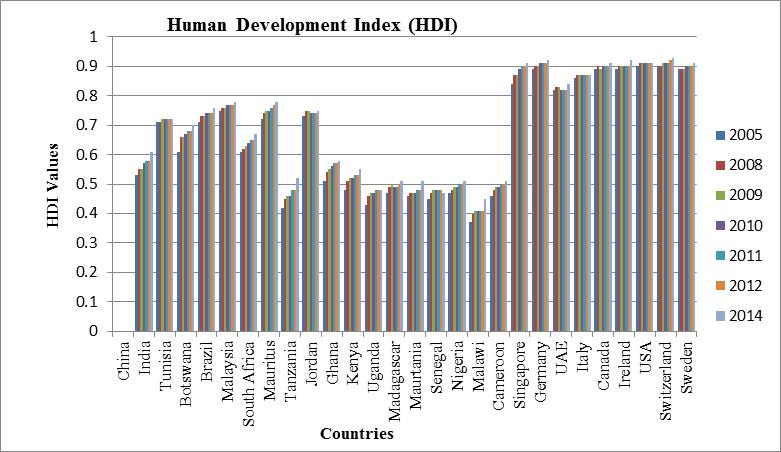 Human Development Index (HDI)
1
0.9
0.8
0.7
0.6
0.5
0.4
0.3
0.2
0.1
0
HDI Values
China
India
Tunisia
Botswana
Brazil
Malaysia
South Africa
Mauritus
Tanzania
Jordan
Ghana
Kenya
Uganda
Madagascar
Maurtania
Senegal
Nigeria
Malawi
Cameroon
Singapore
Germany
UAE
Italy
Canada
Ireland
USA
Switzerland
Sweden
Countries
2005
2008
2009
2010
2011
2012
2014